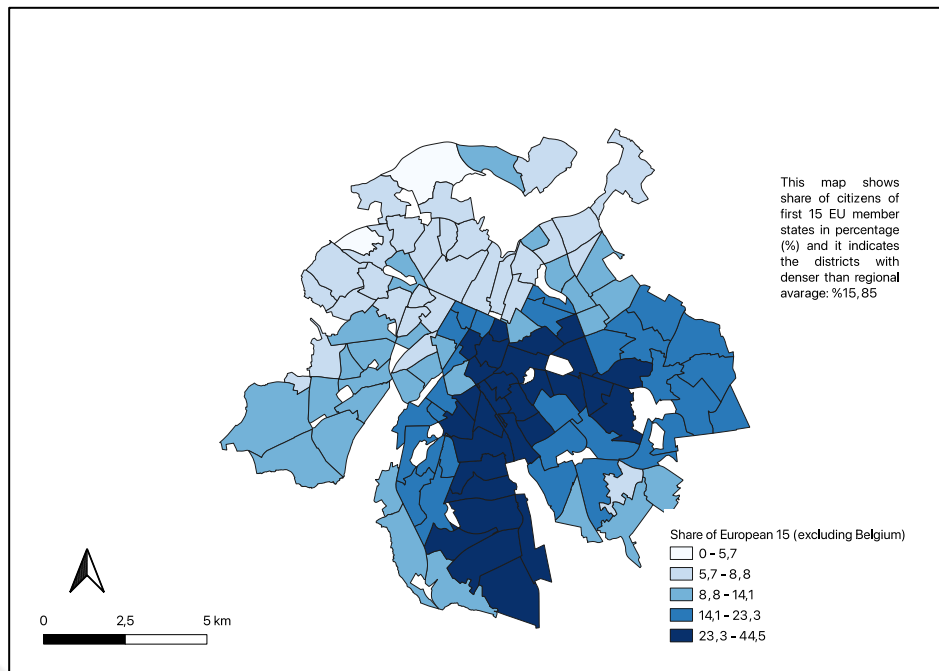 This map shows
share of citizens of
first 15 EU member
states in percentage
(%) and it indicates
the districts with
denser than regional
avarage: %15,85
Share of European 15 (excluding Belgium)
0 – 5,7
5,7 – 8,8
8,8 – 14,1
14,1 – 23,3
23,3 – 44,5
0 2,5 5 km